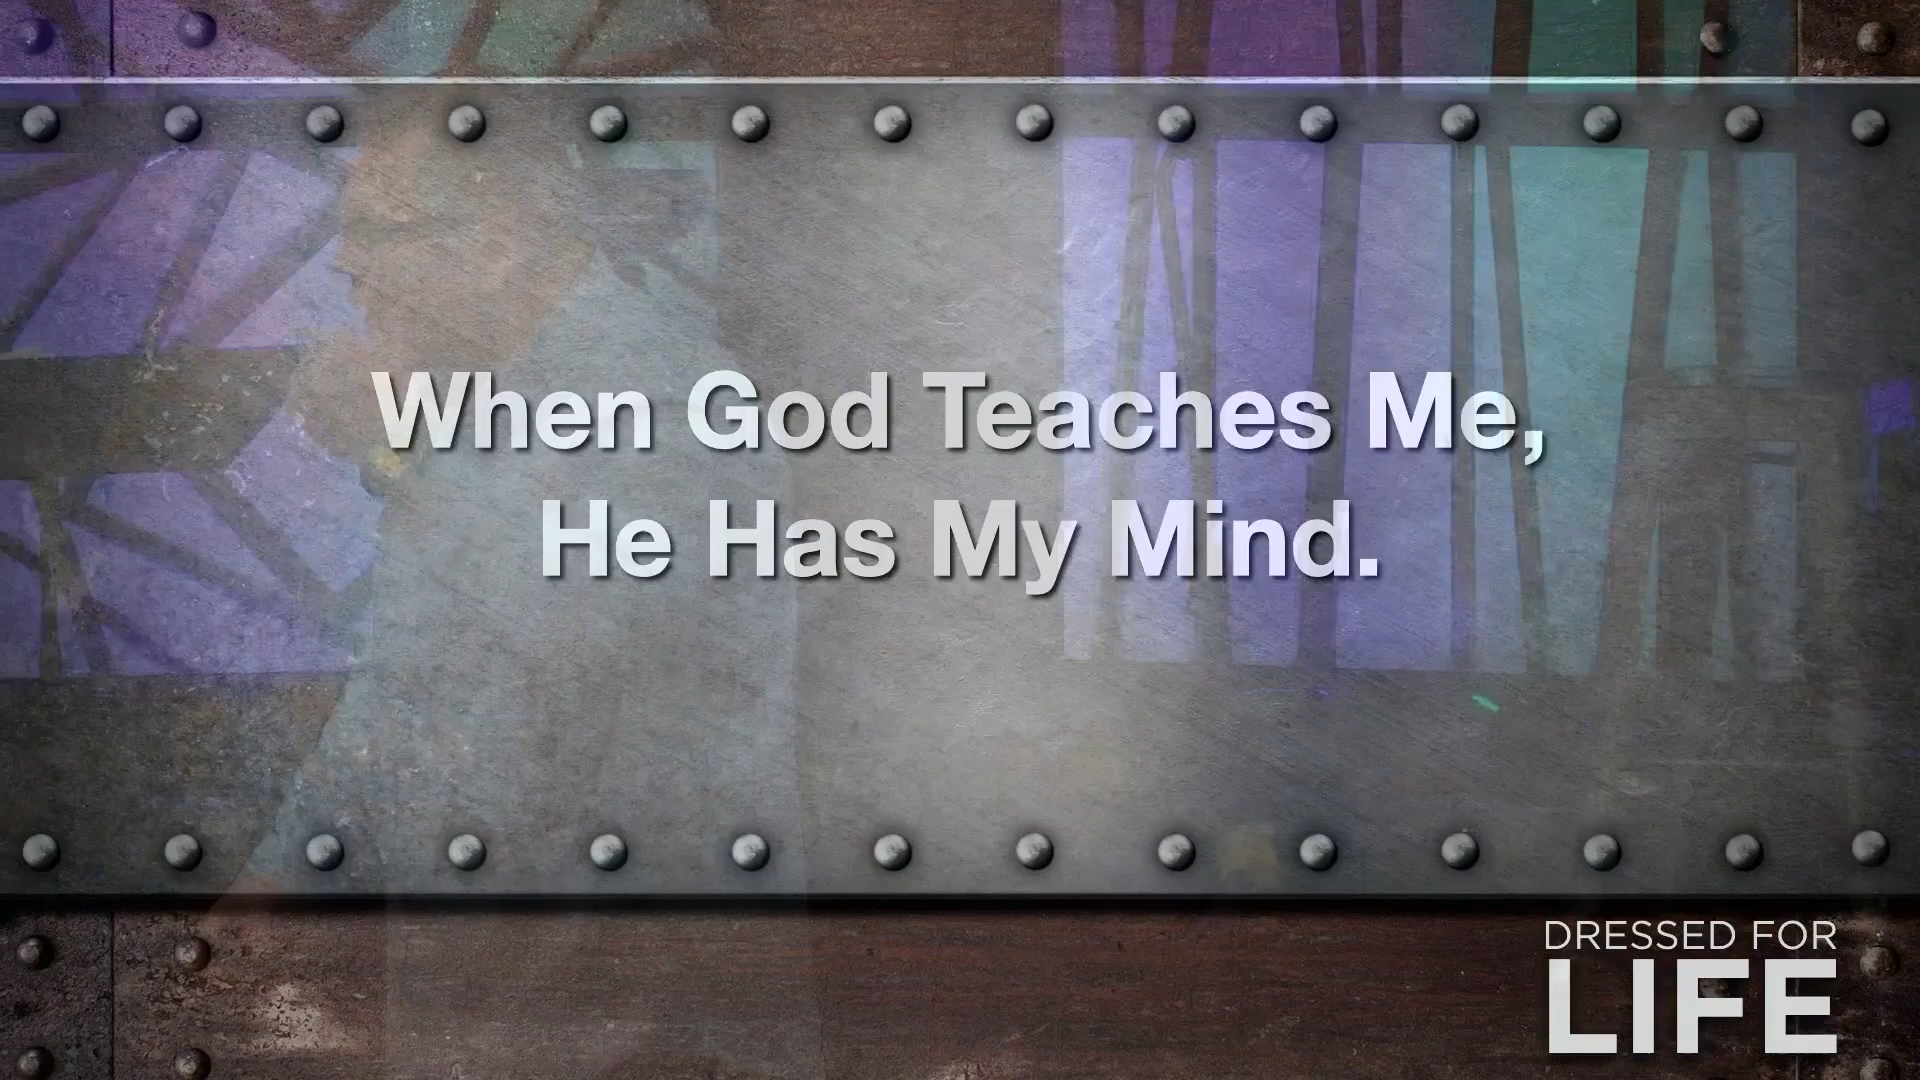 When God Teaches Me,
He Has My Mind.
DRESSED FOR
LIFE